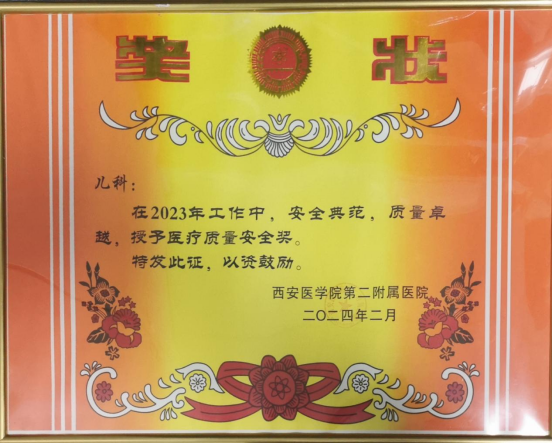 奖状
儿科：
在2023年工作中，安全典范，质量卓
越，授予医疗质量安全奖。
特发此证，以资鼓励。
西安医学院第二附属医院
二〇二四年二月